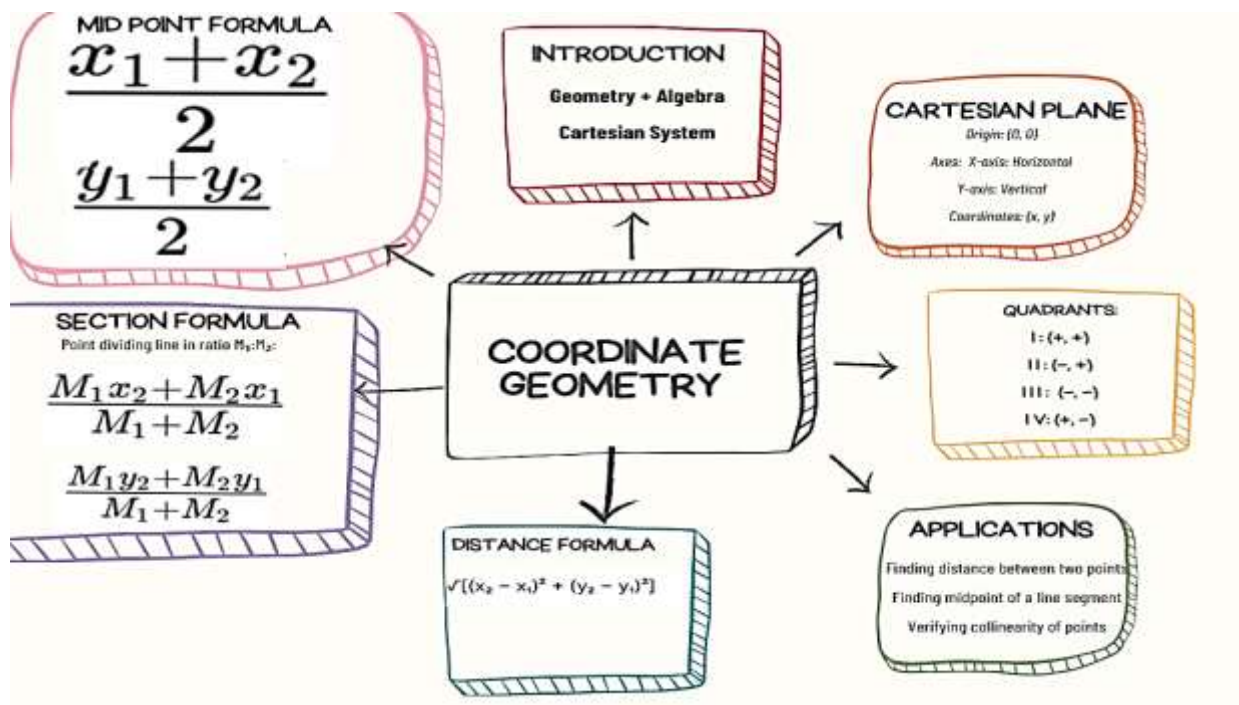 MID POINT FORMULA
x₁+x₂
2
y₁+y₂
2
INTRODUCTION
Geometry + Algebra
Cartesian System
CARTESIAN PLANE
Origin: (0, 0)
Axes: X-axis: Horizontal
Y-axis: Vertical
Coordinates: (x, y)
SECTION FORMULA
Point dividing line in ratio M₁:M₂:
M₁x₂+M₂x₁
M₁+M₂
M₁y₂+M₂y₁
M₁+M₂
COORDINATE
GEOMETRY
QUADRANTS:
I: (+, +)
II: (−, +)
III: (−, −)
IV: (+, −)
DISTANCE FORMULA
√[(x₂ − x₁)² + (y₂ − y₁)²]
APPLICATIONS
Finding distance between two points
Finding midpoint of a line segment
Verifying collinearity of points